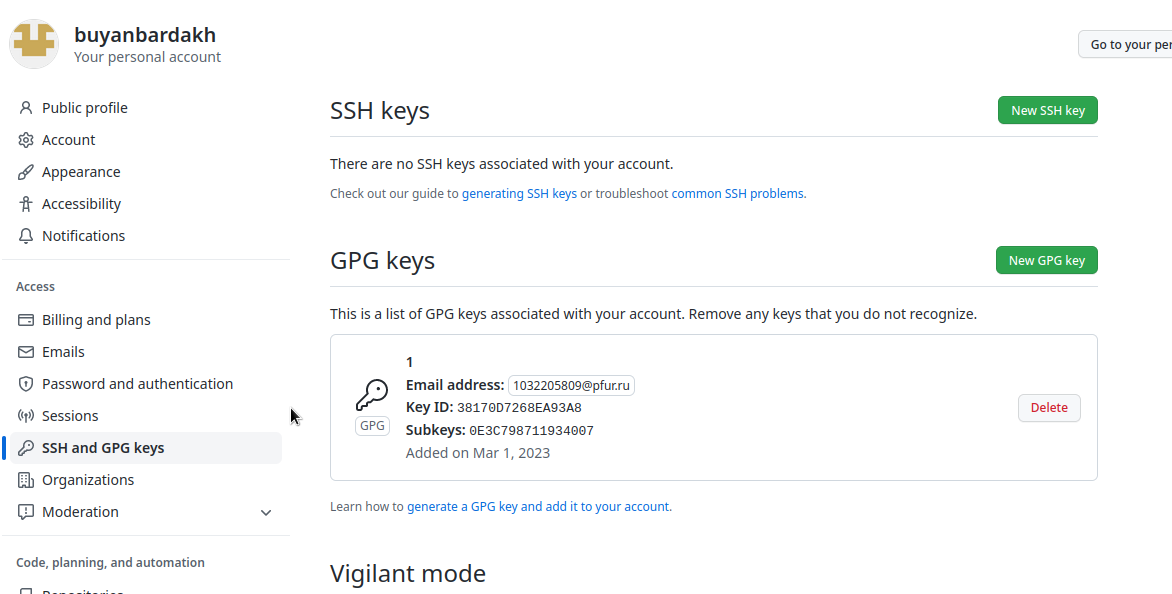 buyanbardakh
Your personal account
Go to your per
Public profile
Account
Appearance
Accessibility
Notifications
Access
Billing and plans
Emails
Password and authentication
Sessions
SSH and GPG keys
Organizations
Moderation
Code, planning, and automation
Repositories
SSH keys
New SSH key
There are no SSH keys associated with your account.
Check out our guide to generating SSH keys or troubleshoot common SSH problems.
GPG keys
New GPG key
This is a list of GPG keys associated with your account. Remove any keys that you do not recognize.
GPG
1
Email address: 1032205809@pfur.ru
Key ID: 38170D7268EA93A8
Subkeys: 0E3C798711934007
Added on Mar 1, 2023
Delete
Learn how to generate a GPG key and add it to your account.
Vigilant mode